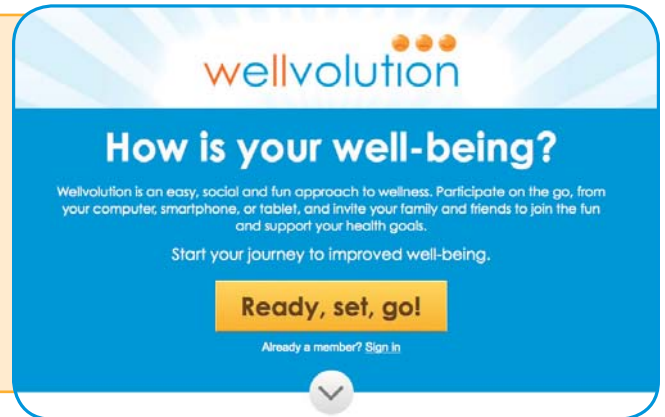 wellvolution
How is your well-being?
Wellvolution is an easy, social and fun approach to wellness. Participate on the go, from
your computer, smartphone, or tablet, and invite your family and friends to join the fun
and support your health goals.
Start your journey to improved well-being.
Ready, set, go!
Already a member? Sign in